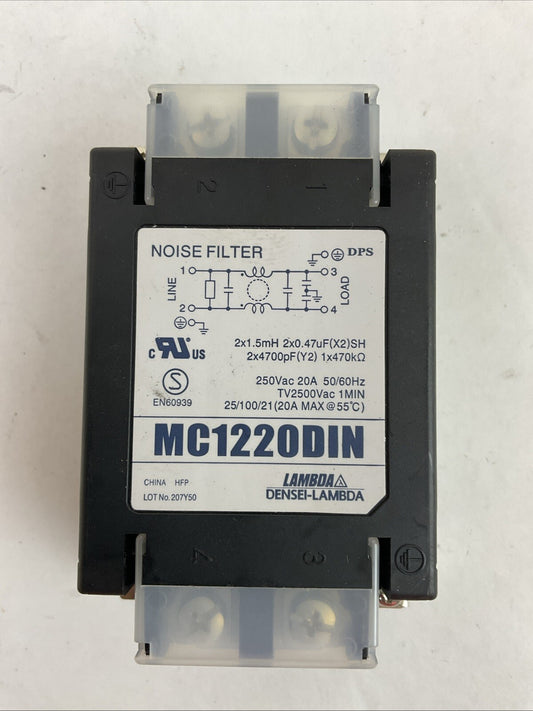 2 1
NOISE FILTER
DPS
1 3
LINE LOAD
2 4
2x1.5mH 2x0.47uF(X2)SH
2x4700pF(Y2) 1x470kΩ
C RU US
250Vac 20A 50/60Hz
TV2500Vac 1MIN
S
EN60939
25/100/21(20A MAX@55℃)
MC1220DIN
CHINA HFP
LOT No. 207Y50
LAMBDA
DENSEI-LAMBDA
4 3